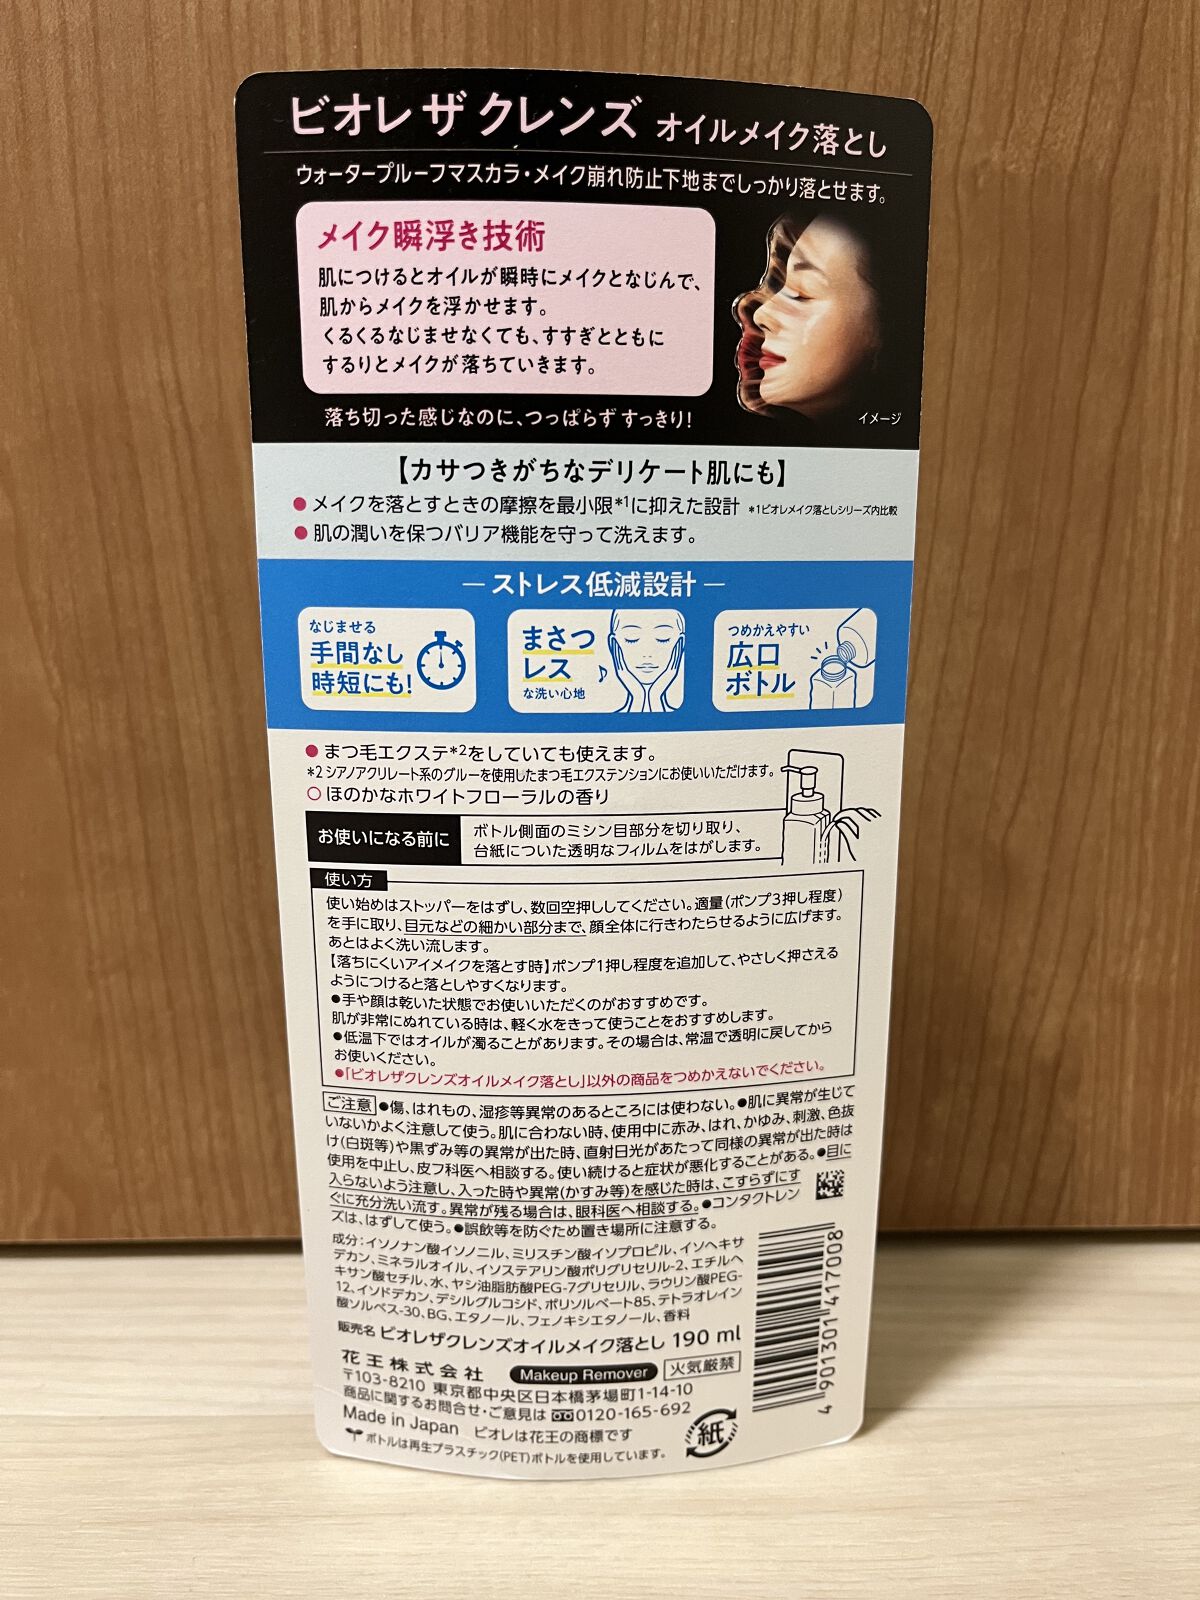 ビオレ ザ クレンズ オイルメイク落とし
ウォータープルーフマスカラ・メイク崩れ防止下地までしっかり落とせます。
メイク瞬浮き技術
肌につけるとオイルが瞬時にメイクとなじんで、
肌からメイクを浮かせます。
くるくるなじませなくても、すすぎとともに
するりとメイクが落ちていきます。
イメージ
落ち切った感じなのに、つっぱらず すっきり!
【カサつきがちなデリケート肌にも】
●メイクを落とすときの摩擦を最小限*1に抑えた設計 *1ビオレメイク落としシリーズ内比較
●肌の潤いを保つバリア機能を守って洗えます。
― ストレス低減設計 ―
なじませる
手間なし
時短にも!
まさつ
レス
な洗い心地
つめかえやすい
広口
ボトル
●まつ毛エクステ*2をしていても使えます。
*2 シアノアクリレート系のグルーを使用したまつ毛エクステンションにお使いいただけます。
○ほのかなホワイトフローラルの香り
お使いになる前に
ボトル側面のミシン目部分を切り取り、
台紙についた透明なフィルムをはがします。
使い方
使い始めはストッパーをはずし、数回空押ししてください。適量(ポンプ3押し程度)
を手に取り、目元などの細かい部分まで、顔全体に行きわたらせるように広げます。
あとはよく洗い流します。
【落ちにくいアイメイクを落とす時】ポンプ1押し程度を追加して、やさしく押さえる
ようにつけると落としやすくなります。
●手や顔は乾いた状態でお使いいただくのがおすすめです。
肌が非常にぬれている時は、軽く水をきって使うことをおすすめします。
●低温下ではオイルが濁ることがあります。その場合は、常温で透明に戻してから
お使いください。
●「ビオレザクレンズオイルメイク落とし」以外の商品をつめかえないでください。
ご注意 ●傷、はれもの、湿疹等異常のあるところには使わない。●肌に異常が生じて
いないかよく注意して使う。肌に合わない時、使用中に赤み、はれ、かゆみ、刺激、色抜
け(白斑等)や黒ずみ等の異常が出た時、直射日光があたって同様の異常が出た時は
使用を中止し、皮フ科医へ相談する。使い続けると症状が悪化することがある。●目に
入らないよう注意し、入った時や異常(かすみ等)を感じた時は、こすらずにす
ぐに充分洗い流す。異常が残る場合は、眼科医へ相談する。●コンタクトレン
ズは、はずして使う。●誤飲等を防ぐため置き場所に注意する。
成分:イソノナン酸イソノニル、ミリスチン酸イソプロピル、イソヘキサ
デカン、ミネラルオイル、イソステアリン酸ポリグリセリル-2、エチルヘ
キサン酸セチル、水、ヤシ油脂肪酸PEG-7グリセリル、ラウリン酸PEG-
12、イソドデカン、デシルグルコシド、ポリソルベート85、テトラオレイン
酸ソルベス-30、BG、エタノール、フェノキシエタノール、香料
販売名 ビオレザクレンズオイルメイク落とし 190 ml
花王株式会社 Makeup Remover 火気厳禁
〒103-8210 東京都中央区日本橋茅場町1-14-10
商品に関するお問合せ・ご意見は 0120-165-692
Made in Japan ビオレは花王の商標です
ボトルは再生プラスチック(PET)ボトルを使用しています。
紙
4 901301 417008